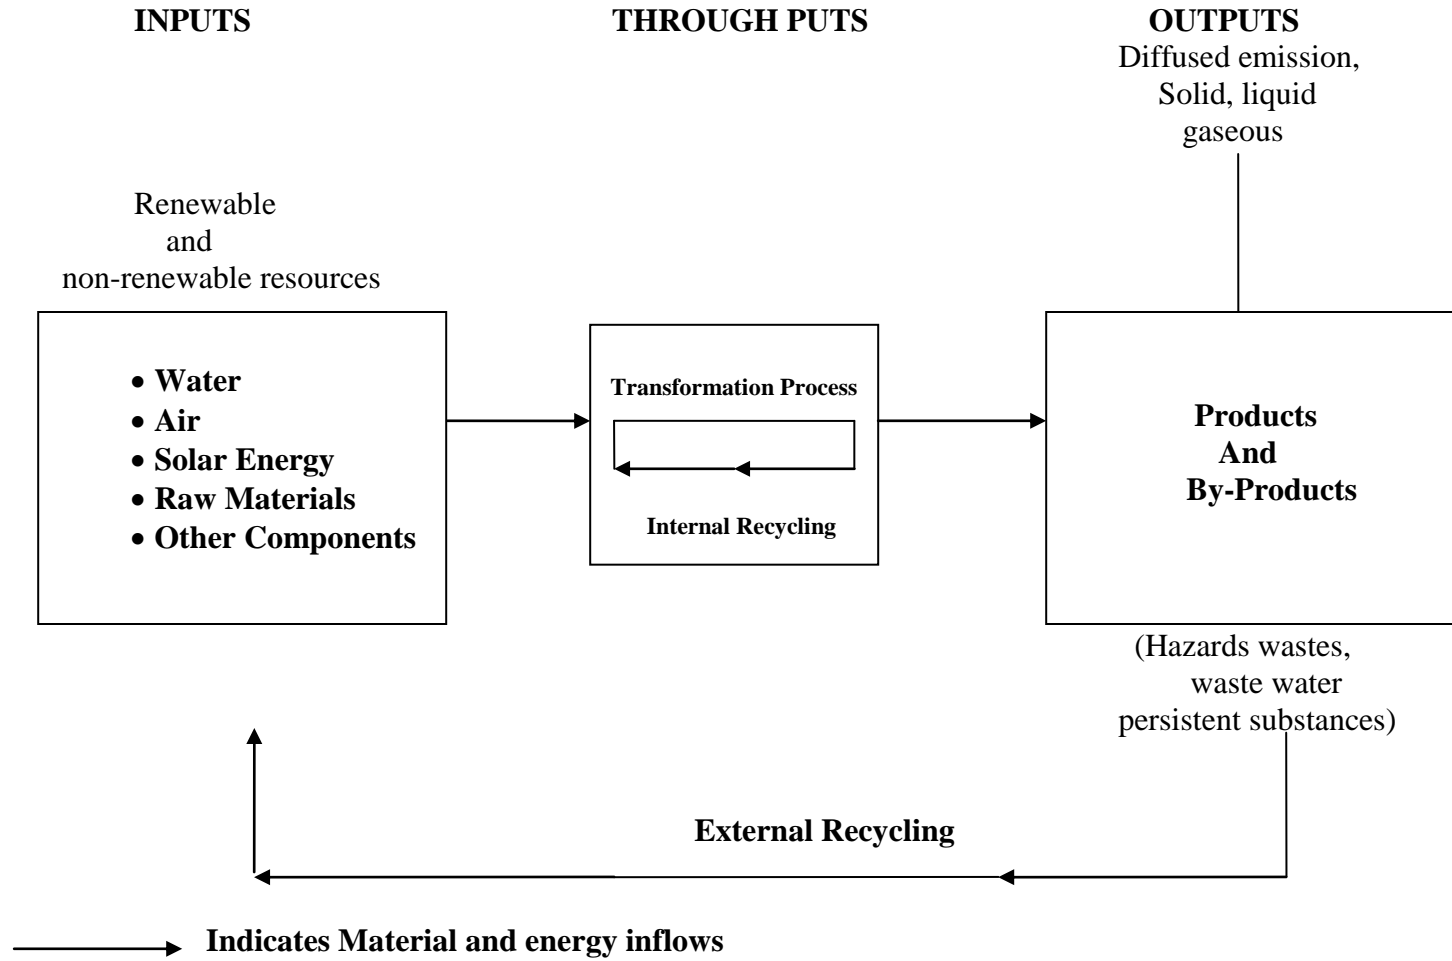 INPUTS
THROUGH PUTS
OUTPUTS
Diffused emission,
Solid, liquid
gaseous
Renewable
and
non-renewable resources
• Water
• Air
• Solar Energy
• Raw Materials
• Other Components
Transformation Process
Internal Recycling
Products
And
By-Products
(Hazards wastes,
waste water
persistent substances)
External Recycling
Indicates Material and energy inflows